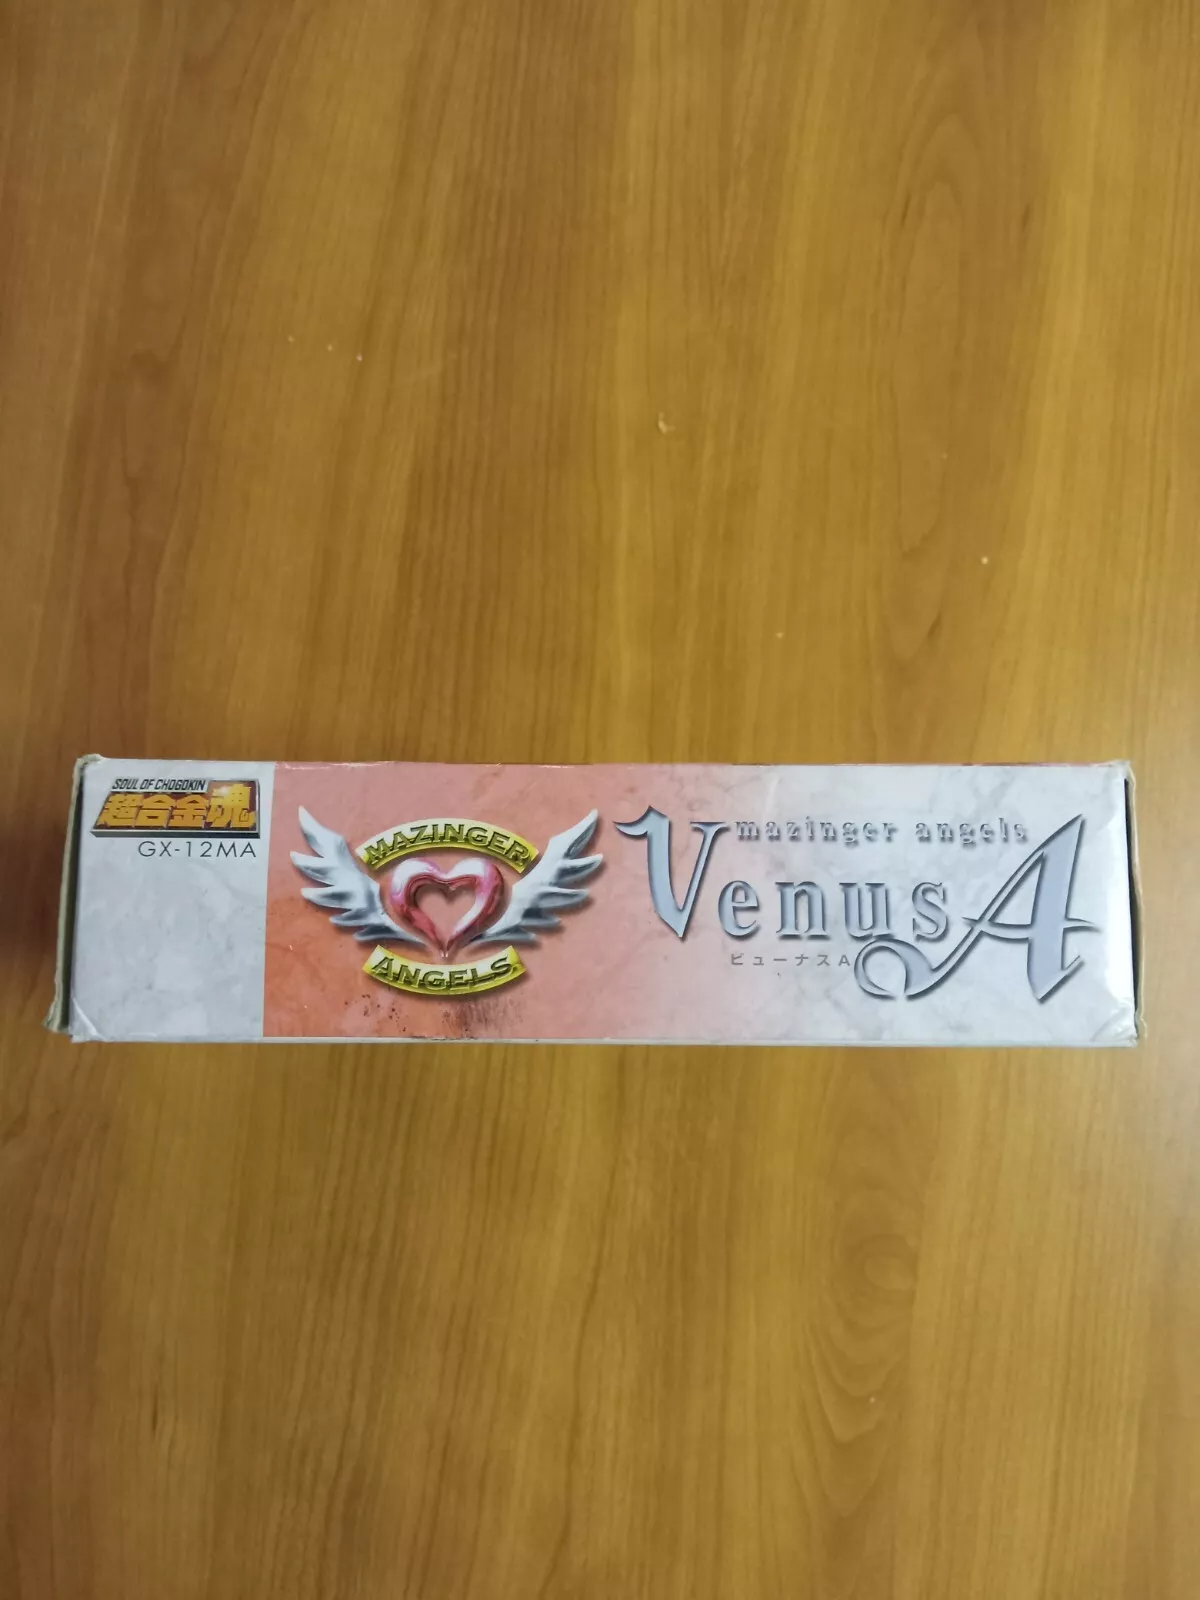 SOUL OF CHOGOKIN
超合金魂
GX-12MA
MAZINGER
ANGELS
mazinger angels
Venus A
ビューナスA